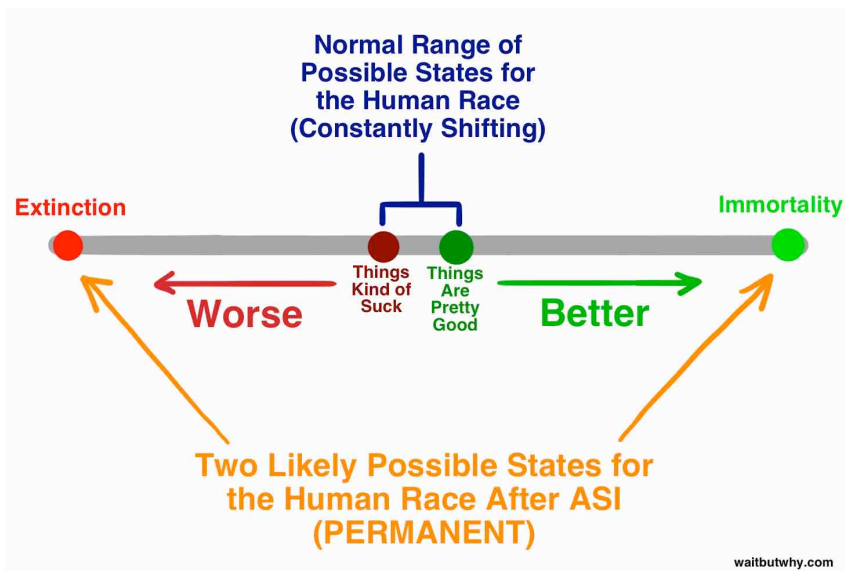 Normal Range of
Possible States for
the Human Race
(Constantly Shifting)
Extinction
Immortality
Things
Kind of
Suck
Things
Are
Pretty
Good
Worse
Better
Two Likely Possible States for
the Human Race After ASI
(PERMANENT)
waitbutwhy.com